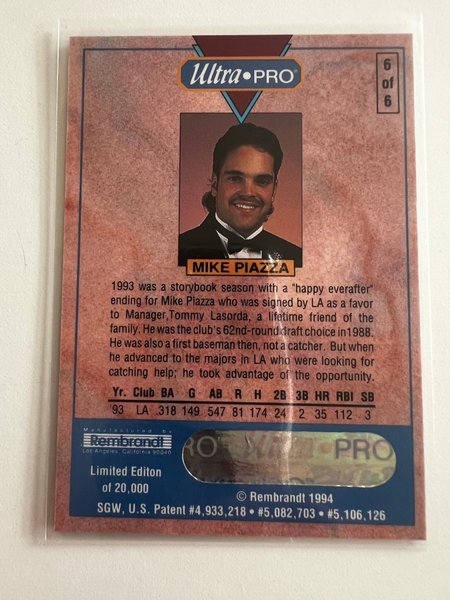 Ultra•PRO®
6 of 6
MIKE PIAZZA
1993 was a storybook season with a "happy everafter"
ending for Mike Piazza who was signed by LA as a favor
to Manager,Tommy Lasorda, a lifetime friend of the
family. He was the club's 62nd-round draft choice in 1988.
He was also a first baseman then, not a catcher. But when
he advanced to the majors in LA who were looking for
catching help; he took advantage of the opportunity.
Yr. Club BA G AB R H 2B 3B HR RBI SB
'93 LA .318 149 547 81 174 24 2 35 112 3
Manufactured by
Rembrandt
Los Angeles, California 90040
Limited Editon
of 20,000
RO" Ultra•PRO
© Rembrandt 1994
SGW, U.S. Patent #4,933,218 • #5,082,703 • #5,106,126